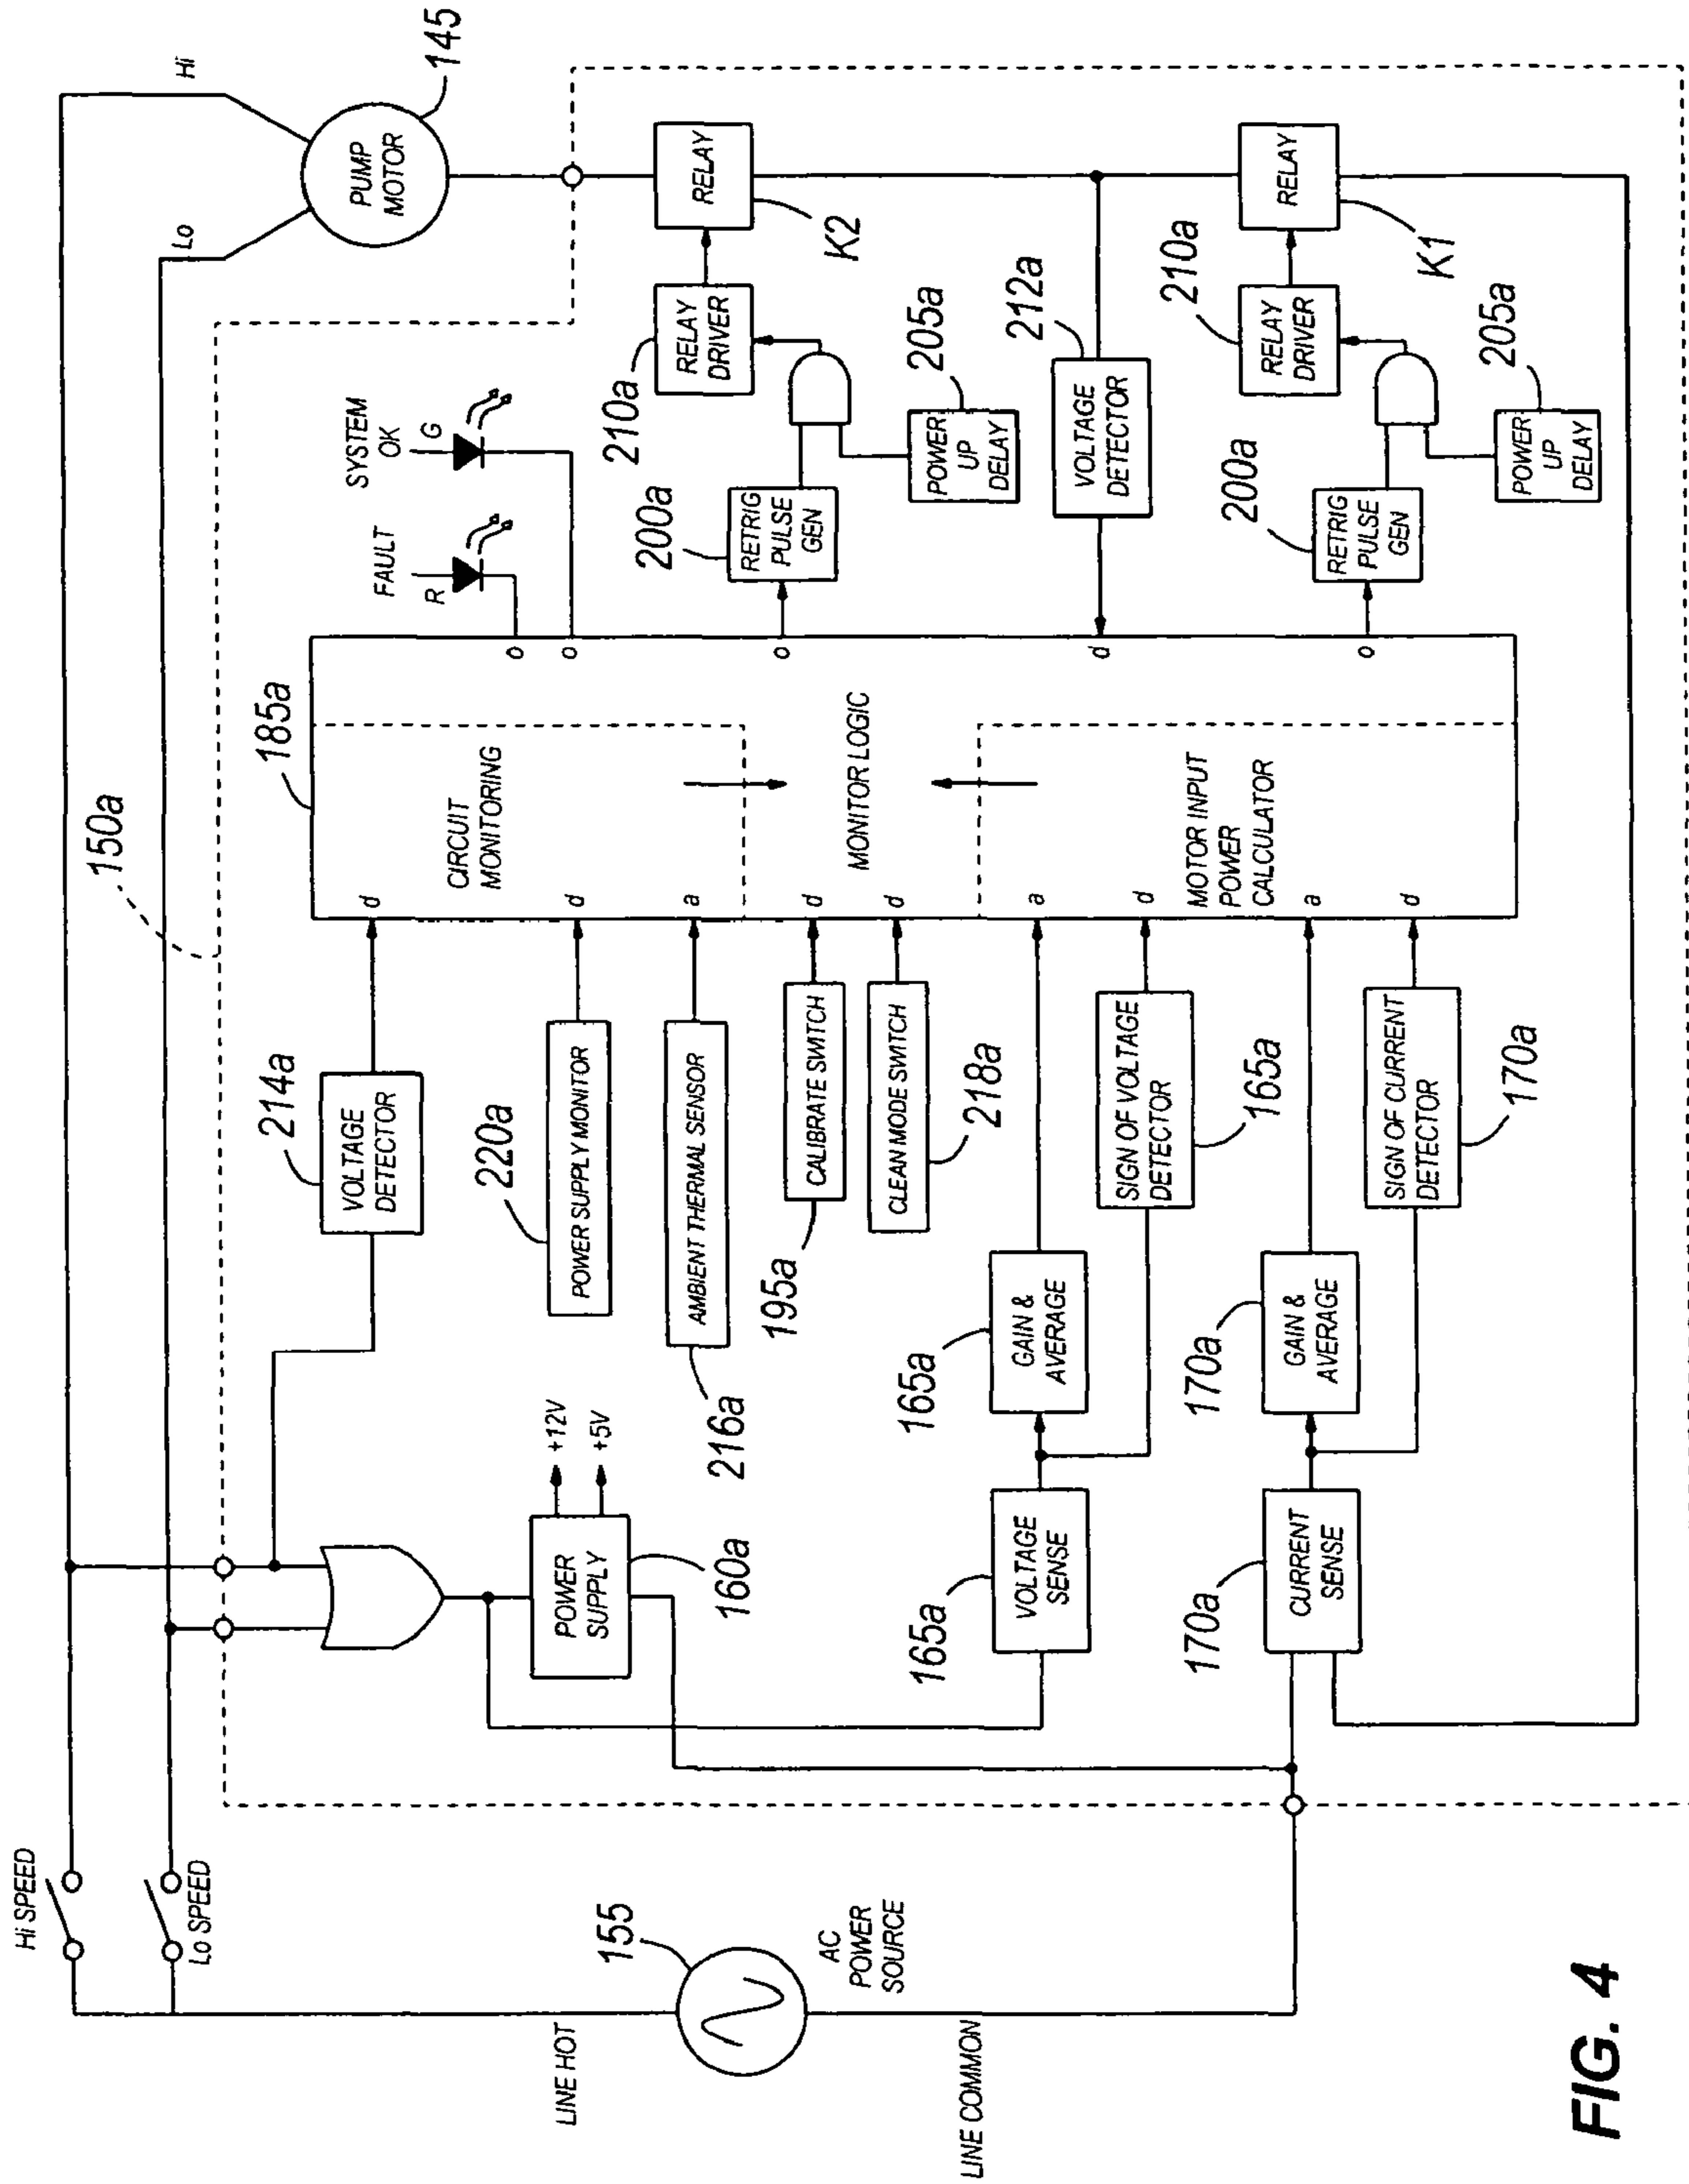 Hi SPEED
Lo SPEED
155
LINE HOT
AC
POWER
SOURCE
LINE COMMON
150a
Hi
Lo
PUMP
MOTOR
145
214a
VOLTAGE
DETECTOR
185a
FAULT
R
SYSTEM
OK
G
POWER
SUPPLY
+12V
+5V
160a
220a
POWER SUPPLY MONITOR
AMBIENT THERMAL SENSOR
216a
CALIBRATE SWITCH
195a
CLEAN MODE SWITCH
218a
d
d
a
d
d
a
d
a
d
CIRCUIT
MONITORING
MONITOR LOGIC
MOTOR INPUT
POWER
CALCULATOR
o
o
o
d
o
165a
VOLTAGE
SENSE
165a
GAIN &
AVERAGE
SIGN OF VOLTAGE
DETECTOR
165a
170a
CURRENT
SENSE
170a
GAIN &
AVERAGE
SIGN OF CURRENT
DETECTOR
170a
200a
RETRIG
PULSE
GEN
210a
RELAY
DRIVER
RELAY
K2
205a
POWER
UP
DELAY
212a
VOLTAGE
DETECTOR
200a
RETRIG
PULSE
GEN
210a
RELAY
DRIVER
RELAY
K1
205a
POWER
UP
DELAY
FIG. 4